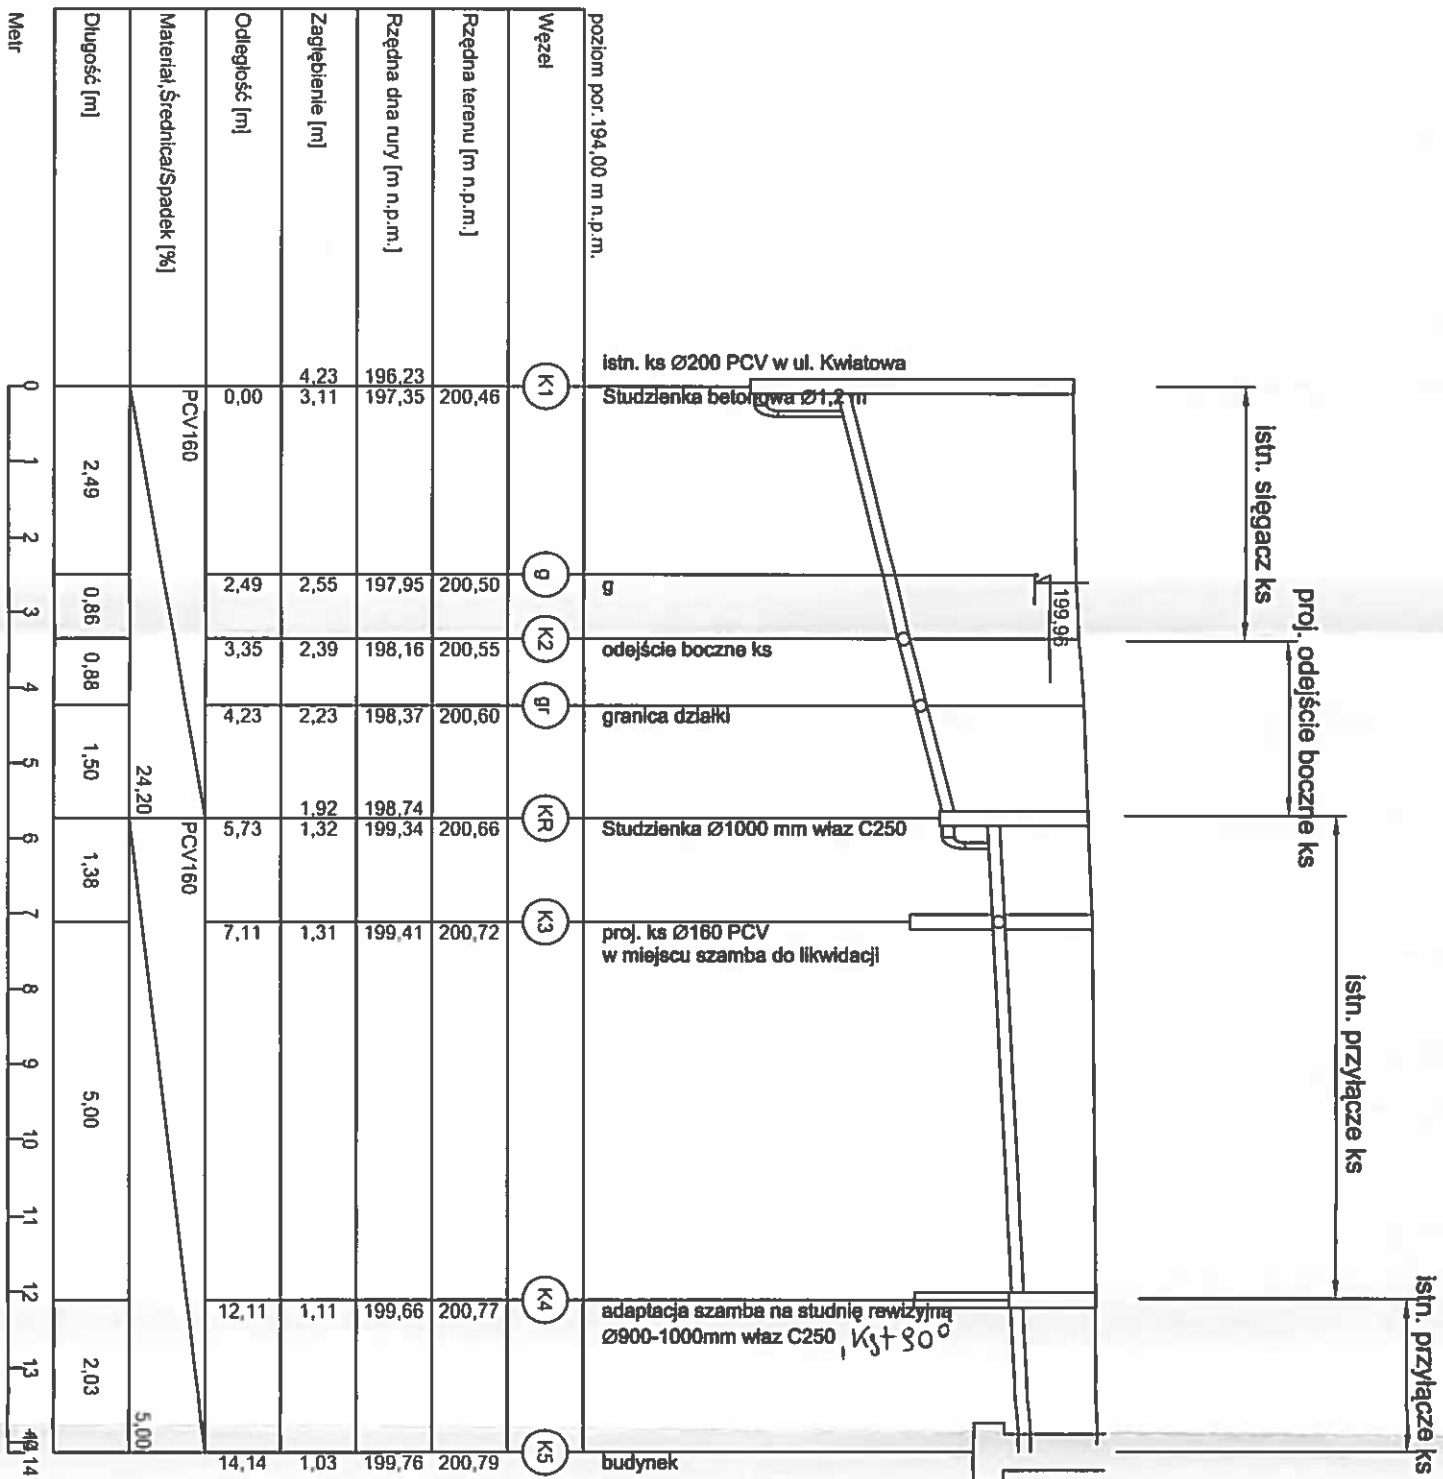 istn. sięgacz ks
proj. odejście boczne ks
istn. przyłącze ks
istn. przyłącze ks
199,96
poziom por.194,00 m n.p.m.
istn. ks Ø200 PCV w ul. Kwiatowa
Studzienka betonowa Ø1,2 m
g
odejście boczne ks
granica działki
Studzienka Ø1000 mm właz C250
proj. ks Ø160 PCV
w miejscu szamba do likwidacji
adaptacja szamba na studnię rewizyjną
Ø900-1000mm właz C250
budynek
Węzeł K1 g K2 gr KR K3 K4 K5
Rzędna terenu [m n.p.m.] 200,46 200,50 200,55 200,60 200,66 200,72 200,77 200,79
Rzędna dna rury [m n.p.m.] 196,23 197,35 197,95 198,16 198,37 198,74 199,34 199,41 199,66 199,76
Zagłębienie [m] 4,23 3,11 2,55 2,39 2,23 1,92 1,32 1,31 1,11 1,03
Odległość [m] 0,00 2,49 3,35 4,23 5,73 7,11 12,11 14,14
Materiał,Średnica/Spadek [%] PCV160 24,20 PCV160 5,00
Długość [m] 2,49 0,86 0,88 1,50 1,38 5,00 2,03
Metr 0 1 2 3 4 5 6 7 8 9 10 11 12 13 14